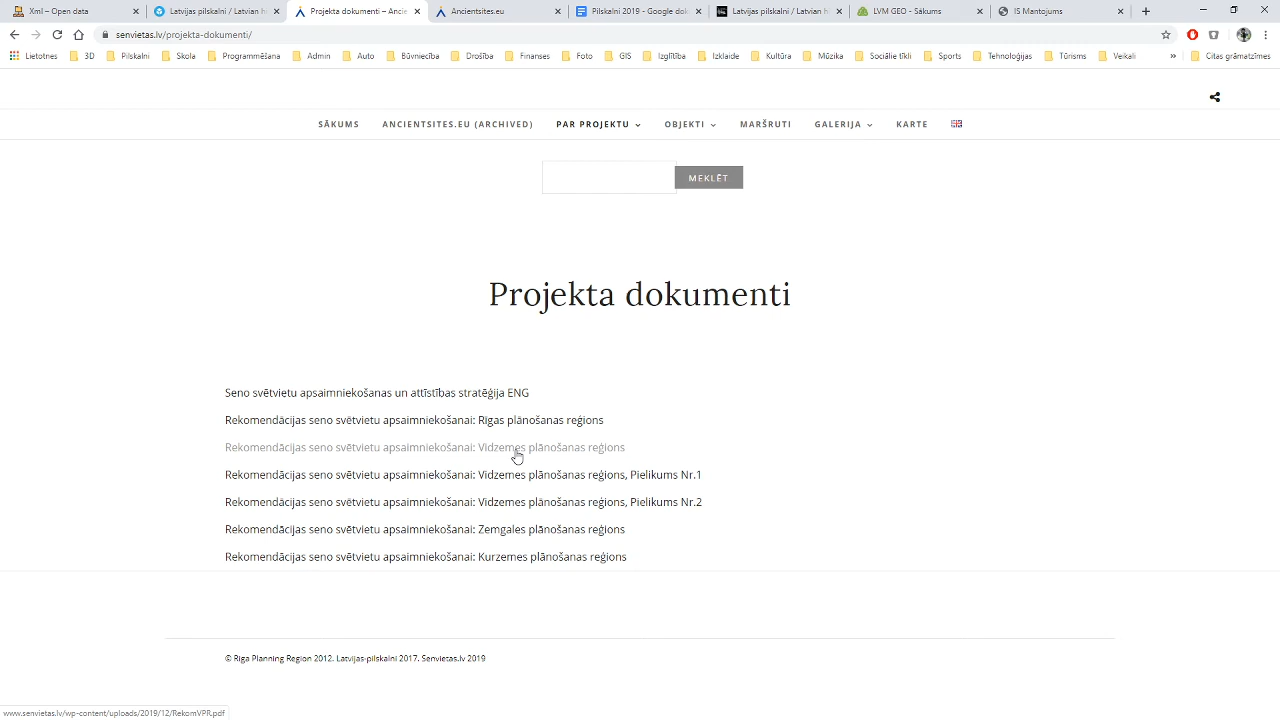 Xml – Open data
Latvijas pilskalni / Latvian h
Projekta dokumenti – Ancie
Ancientsites.eu
Pilskalni 2019 - Google dok
Latvijas pilskalni / Latvian h
LVM GEO - Sākums
IS Mantojums
senvietas.lv/projekta-dokumenti/
Lietotnes 3D Pilskalni Skola Programmēšana Admin Auto Būvniecība Drošība Finanses Foto GIS Izglītība Izklaide Kultūra Mūzika Sociālie tīkli Sports Tehnoloģijas Tūrisms Veikali » Citas grāmatzīmes
SĀKUMS ANCIENTSITES.EU (ARCHIVED) PAR PROJEKTU OBJEKTI MARŠRUTI GALERIJA KARTE
MEKLĒT
Projekta dokumenti
Seno svētvietu apsaimniekošanas un attīstības stratēģija ENG
Rekomendācijas seno svētvietu apsaimniekošanai: Rīgas plānošanas reģions
Rekomendācijas seno svētvietu apsaimniekošanai: Vidzemes plānošanas reģions
Rekomendācijas seno svētvietu apsaimniekošanai: Vidzemes plānošanas reģions, Pielikums Nr.1
Rekomendācijas seno svētvietu apsaimniekošanai: Vidzemes plānošanas reģions, Pielikums Nr.2
Rekomendācijas seno svētvietu apsaimniekošanai: Zemgales plānošanas reģions
Rekomendācijas seno svētvietu apsaimniekošanai: Kurzemes plānošanas reģions
© Riga Planning Region 2012. Latvijas-pilskalni 2017. Senvietas.lv 2019
www.senvietas.lv/wp-content/uploads/2019/12/RekomVPR.pdf